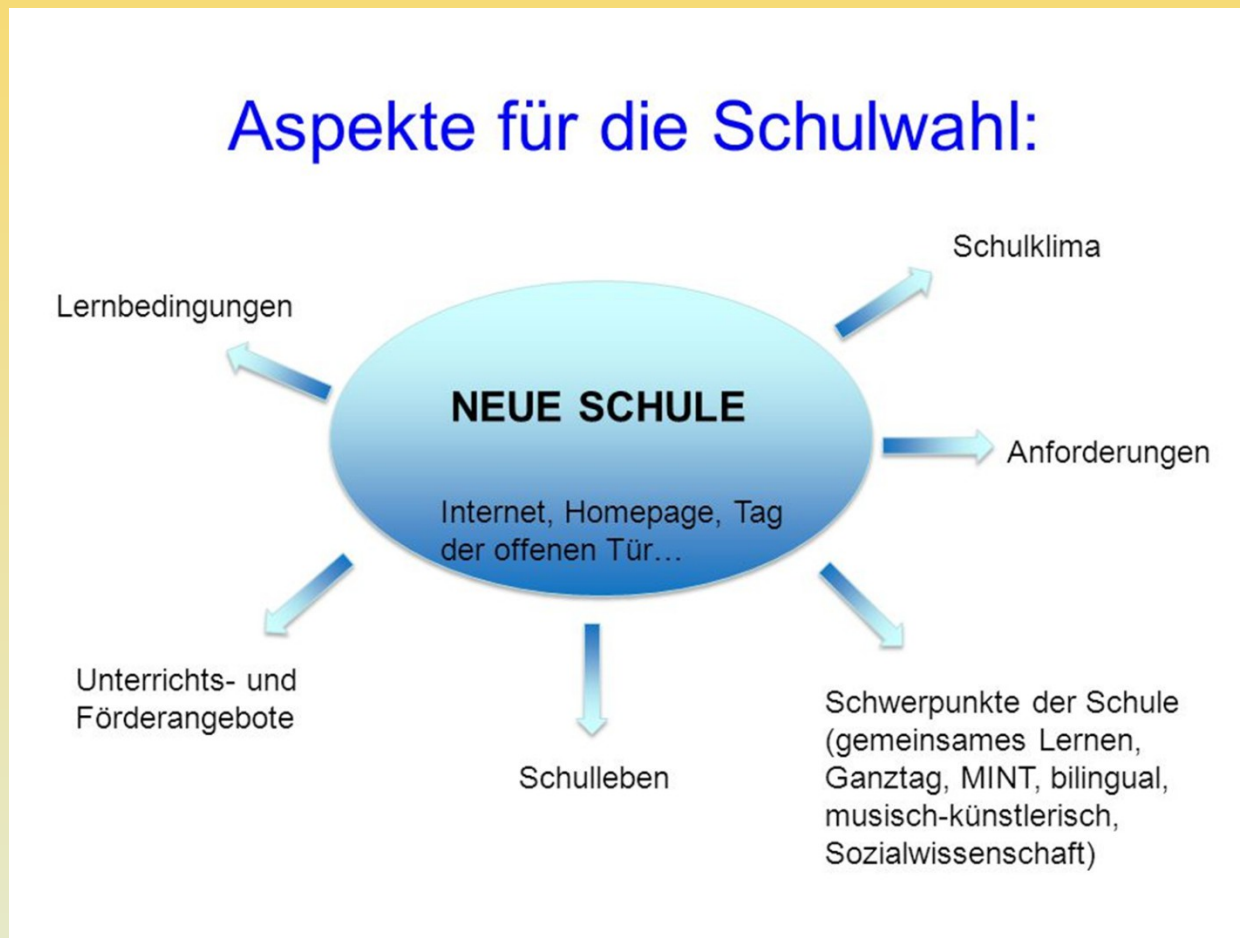 Aspekte für die Schulwahl:
Schulklima
Lernbedingungen
NEUE SCHULE
Anforderungen
Internet, Homepage, Tag
der offenen Tür...
Unterrichts- und
Förderangebote
Schulleben
Schwerpunkte der Schule
(gemeinsames Lernen,
Ganztag, MINT, bilingual,
musisch-künstlerisch,
Sozialwissenschaft)